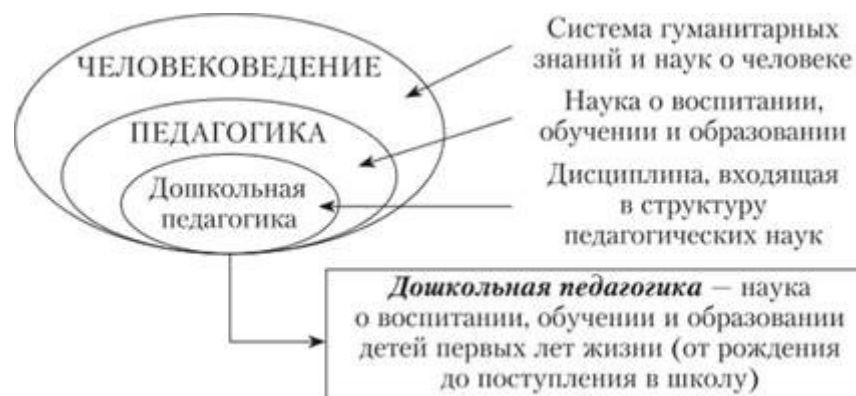 ЧЕЛОВЕКОВЕДЕНИЕ
Система гуманитарных
знаний и наук о человеке
ПЕДАГОГИКА
Наука о воспитании,
обучении и образовании
Дошкольная
педагогика
Дисциплина, входящая
в структуру
педагогических наук
Дошкольная педагогика — наука
о воспитании, обучении и образовании
детей первых лет жизни (от рождения
до поступления в школу)